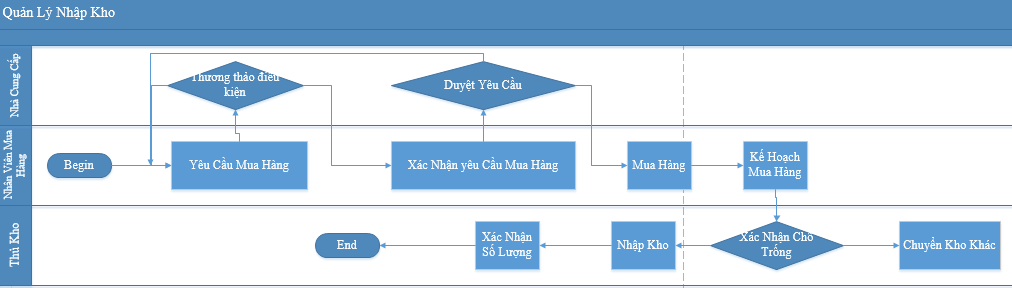 Quản Lý Nhập Kho
Nhà Cung Cấp
Thương thảo điều
kiện
Duyệt Yêu Cầu
Nhân Viên Mua
Hàng
Begin
Yêu Cầu Mua Hàng
Xác Nhận yêu Cầu Mua Hàng
Mua Hàng
Kế Hoạch
Mua Hàng
Thủ Kho
End
Xác Nhận
Số Lượng
Nhập Kho
Xác Nhận Chỗ
Trống
Chuyển Kho Khác